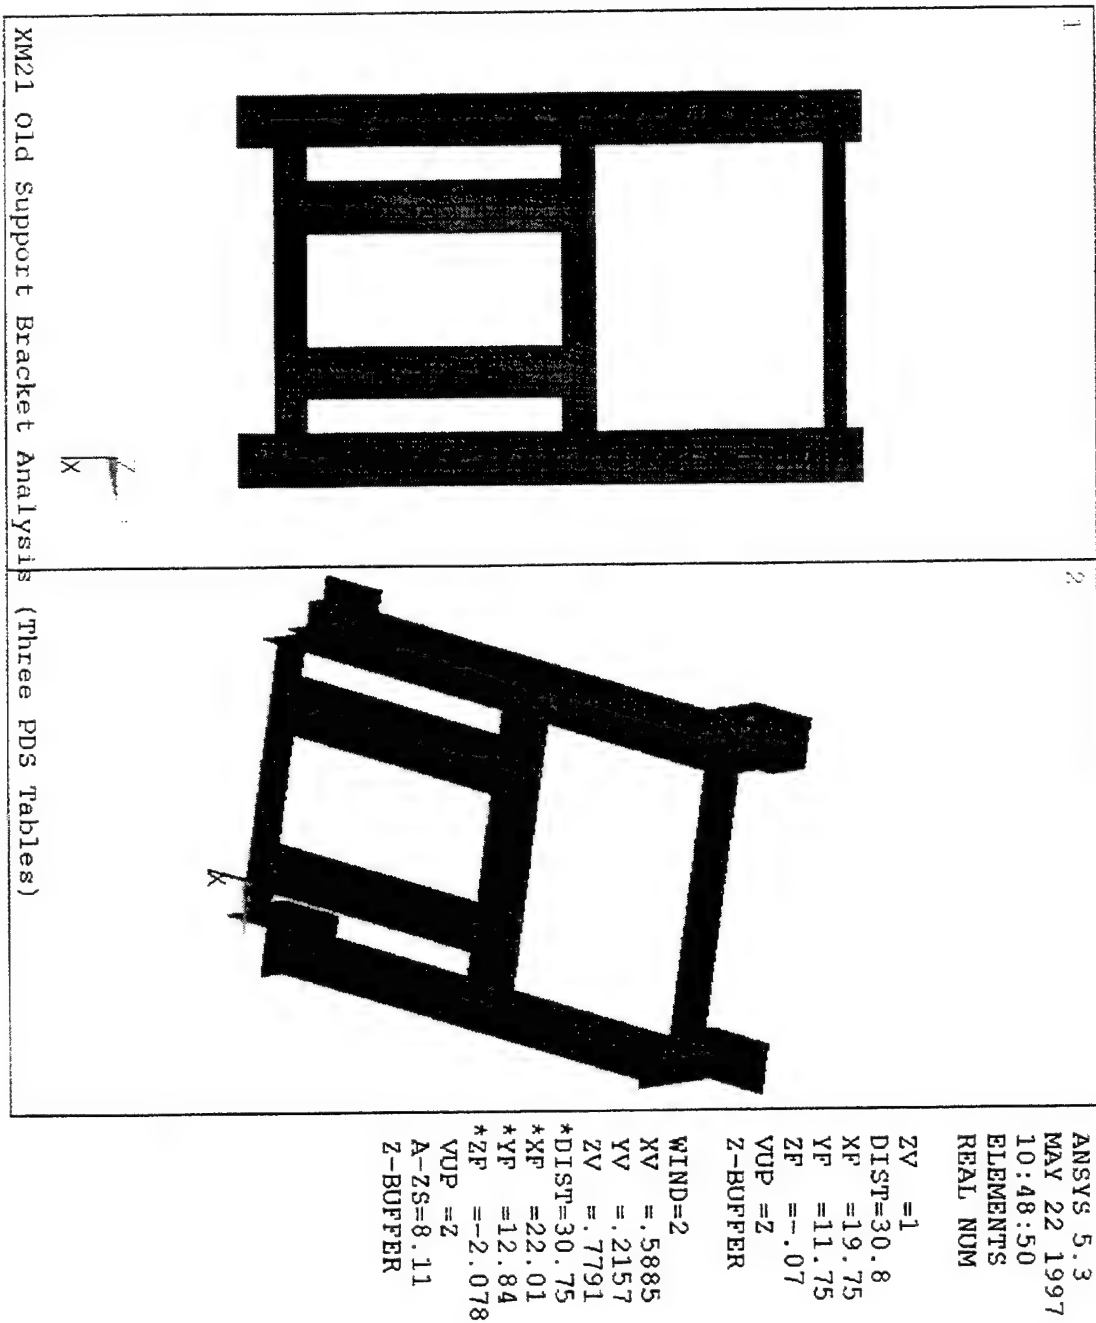 1
2
ANSYS 5.3
MAY 22 1997
10:48:50
ELEMENTS
REAL NUM
ZV =1
DIST=30.8
XF =19.75
YF =11.75
ZF =-.07
VUP =Z
Z-BUFFER
WIND=2
XV =.5885
YV =.2157
ZV =.7791
*DIST=30.75
*XF =22.01
*YF =12.84
*ZF =-2.078
VUP =Z
A-ZS=8.11
Z-BUFFER
Z
X
X
XM21 Old Support Bracket Analysis (Three PDS Tables)